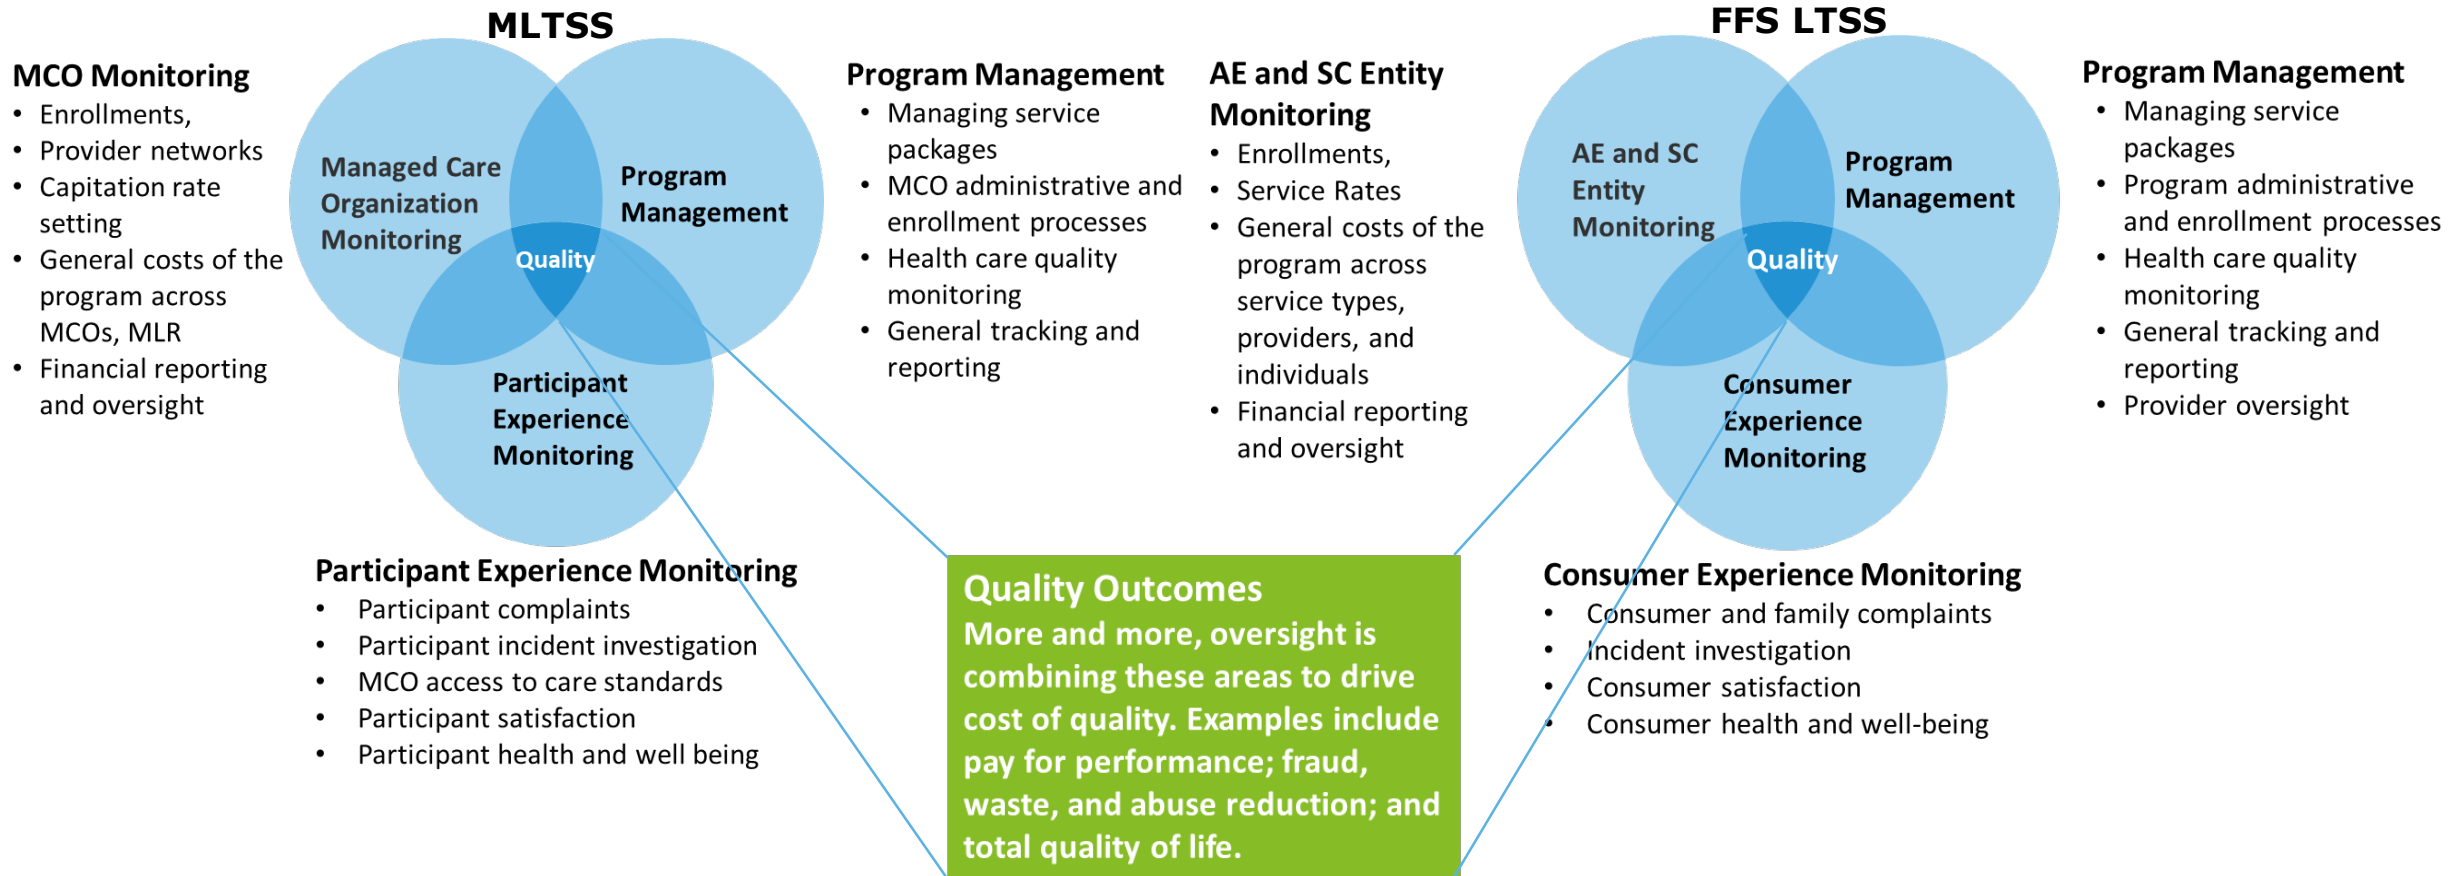 MLTSS
MCO Monitoring
• Enrollments,
• Provider networks
• Capitation rate
setting
• General costs of the
program across
MCOs, MLR
• Financial reporting
and oversight
Managed Care
Organization
Monitoring
Program
Management
Quality
Participant
Experience
Monitoring
Program Management
• Managing service
packages
• MCO administrative and
enrollment processes
• Health care quality
monitoring
• General tracking and
reporting
Participant Experience Monitoring
• Participant complaints
• Participant incident investigation
• MCO access to care standards
• Participant satisfaction
• Participant health and well being
FFS LTSS
AE and SC Entity
Monitoring
• Enrollments,
• Service Rates
• General costs of the
program across
service types,
providers, and
individuals
• Financial reporting
and oversight
AE and SC
Entity
Monitoring
Program
Management
Quality
Consumer
Experience
Monitoring
Program Management
• Managing service
packages
• Program administrative
and enrollment processes
• Health care quality
monitoring
• General tracking and
reporting
• Provider oversight
Consumer Experience Monitoring
• Consumer and family complaints
• Incident investigation
• Consumer satisfaction
• Consumer health and well-being
Quality Outcomes
More and more, oversight is
combining these areas to drive
cost of quality. Examples include
pay for performance; fraud,
waste, and abuse reduction; and
total quality of life.